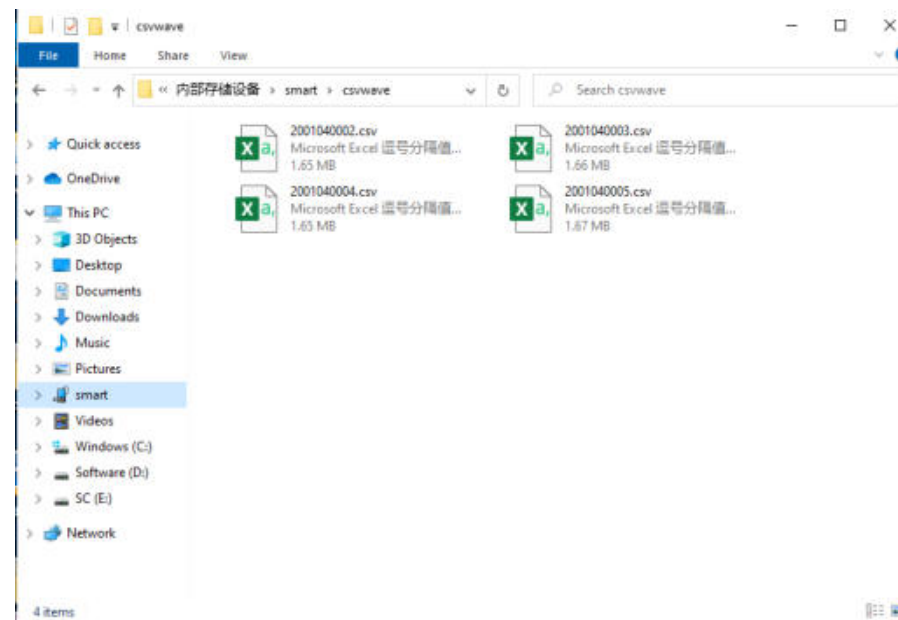 csvwave
File Home Share View
« 内部存储设备 › smart › csvwave
Search csvwave
Quick access
OneDrive
This PC
3D Objects
Desktop
Documents
Downloads
Music
Pictures
smart
Videos
Windows (C:)
Software (D:)
SC (E:)
Network
2001040002.csv
Microsoft Excel 逗号分隔值...
1.65 MB
2001040003.csv
Microsoft Excel 逗号分隔值...
1.66 MB
2001040004.csv
Microsoft Excel 逗号分隔值...
1.65 MB
2001040005.csv
Microsoft Excel 逗号分隔值...
1.67 MB
4 items